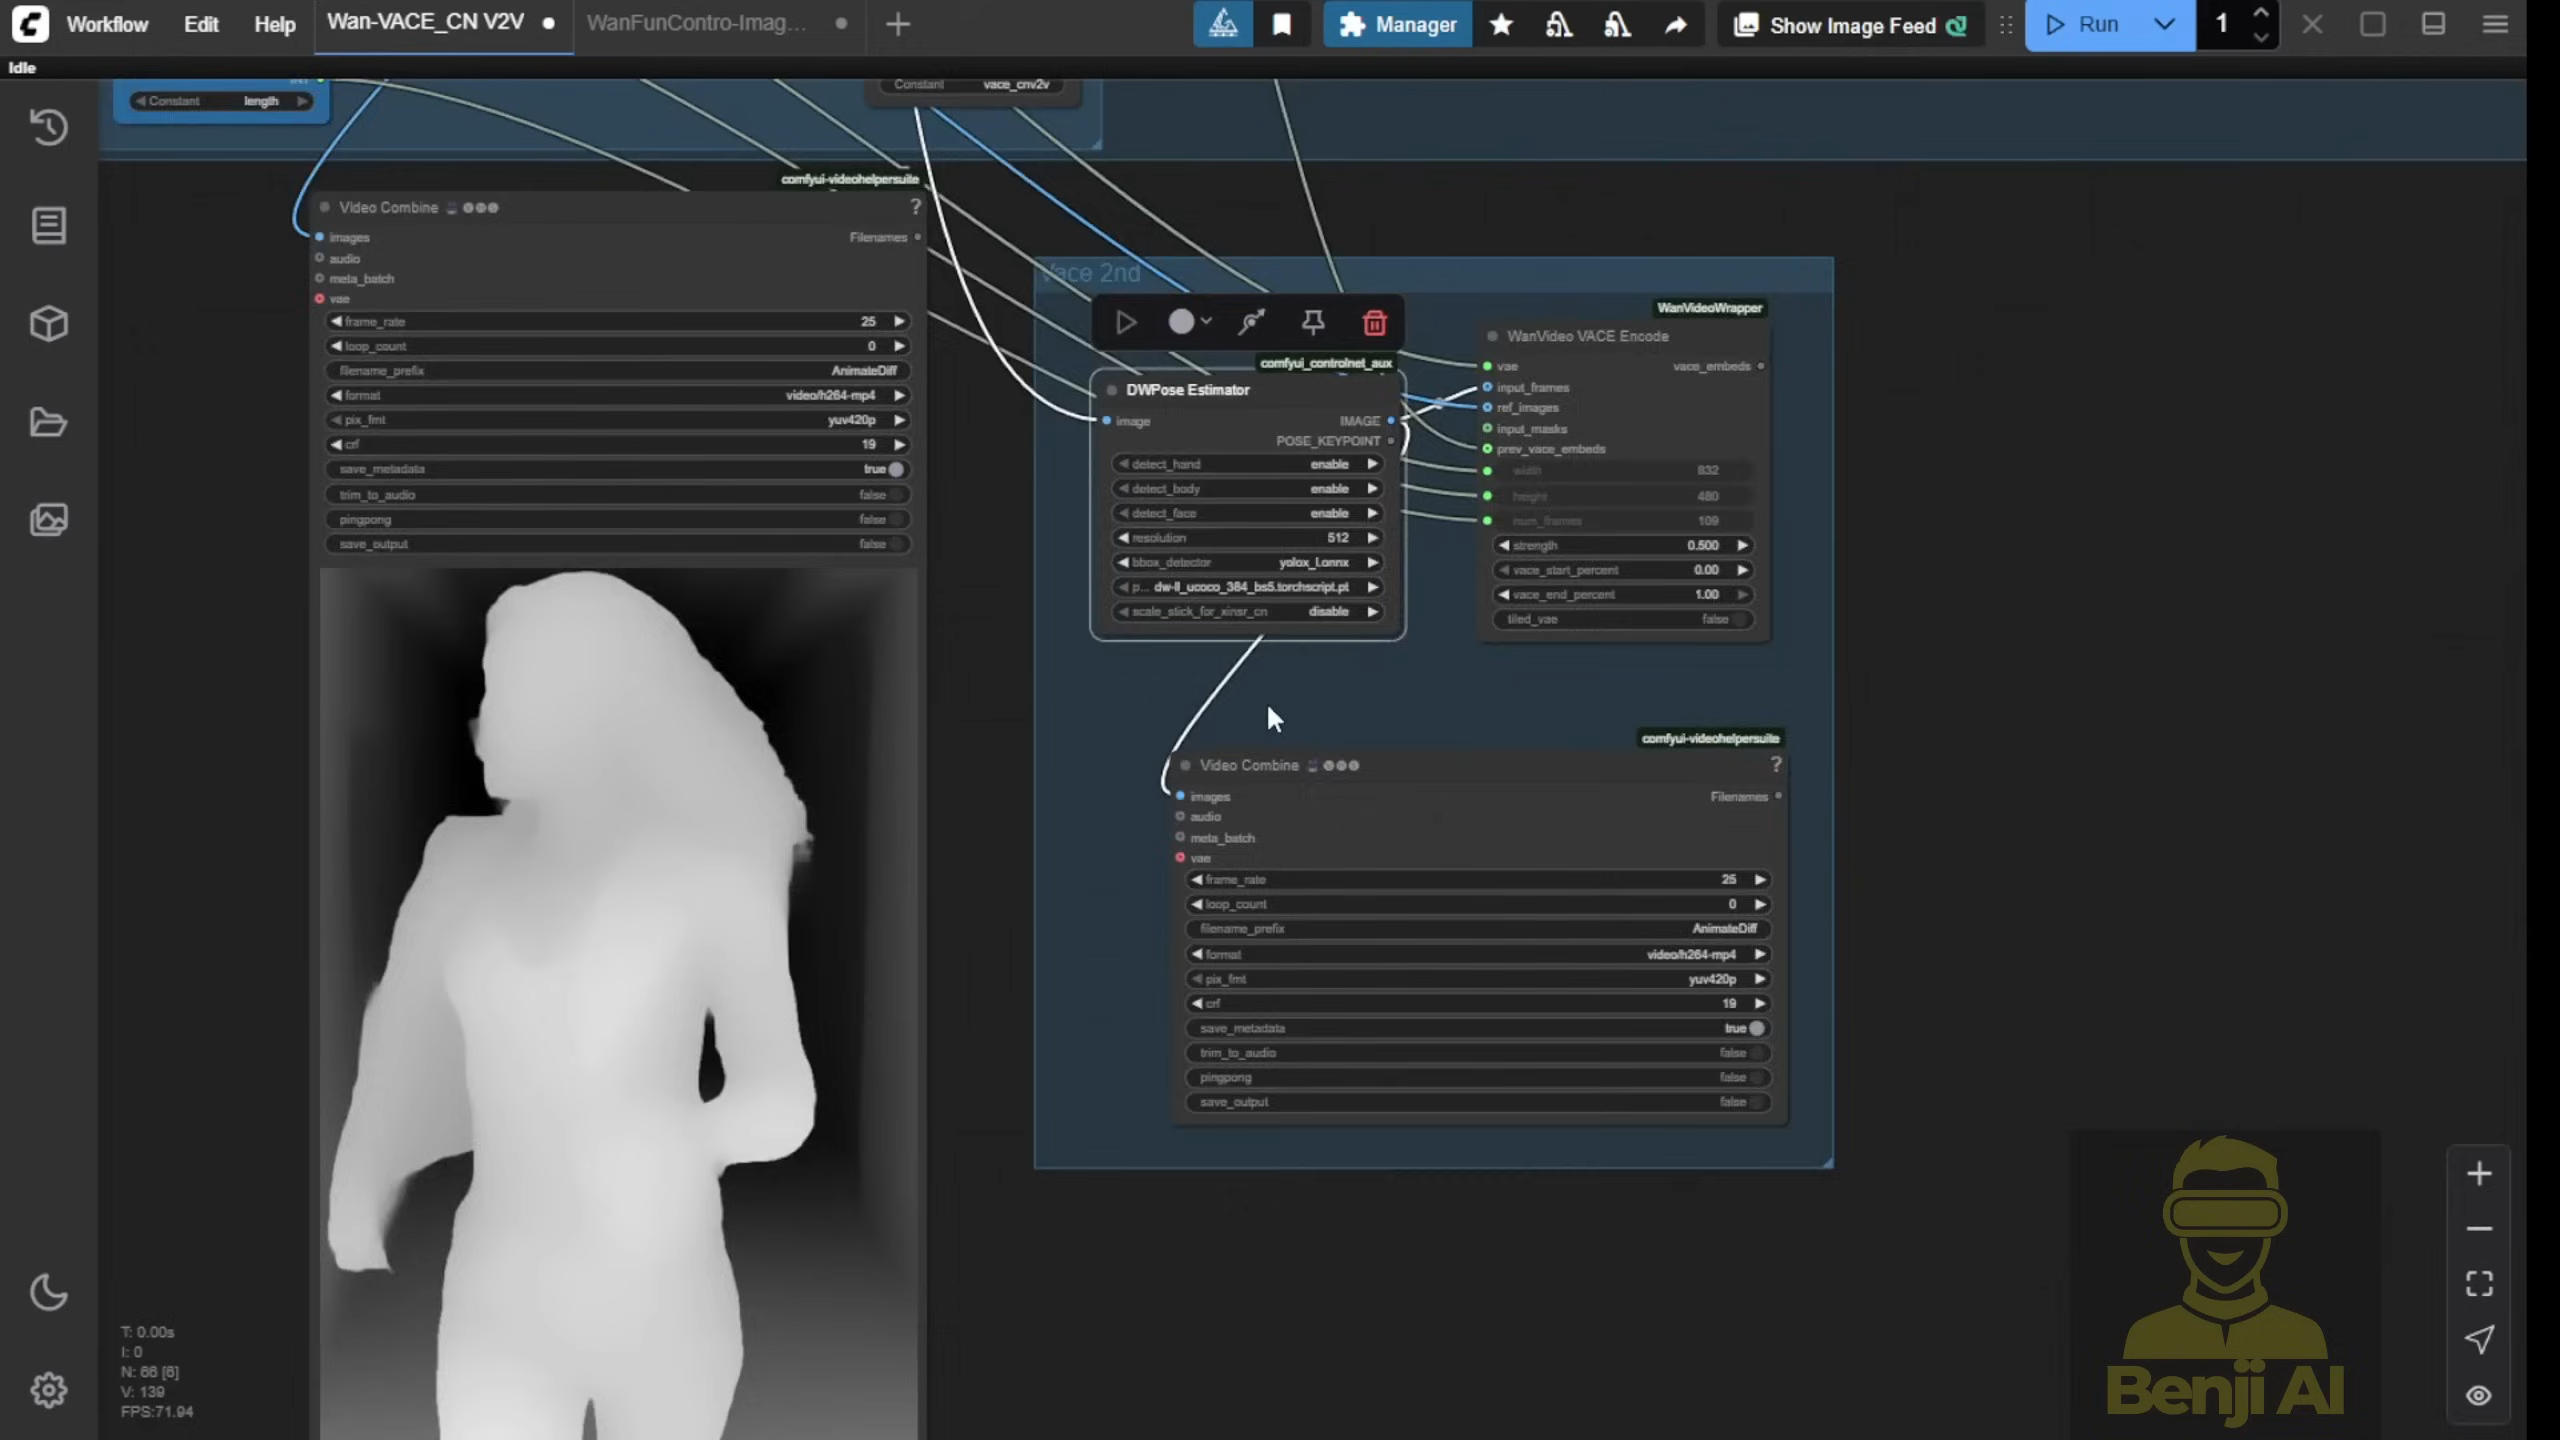 Workflow Edit Help Wan-VACE_CN V2V WanFunContro-Imag... Manager Show Image Feed Run 1
Idle
Constant length
Constant vace_cnv2v
comfyui-videohelpersuite
Video Combine ?
images Filenames
audio
meta_batch
vae
frame_rate 25
loop_count 0
filename_prefix AnimateDiff
format video/h264-mp4
pix_fmt yuv420p
crf 19
save_metadata true
trim_to_audio false
pingpong false
save_output false
Vace 2nd
comfyui_controlnet_aux
DWPose Estimator
image IMAGE
POSE_KEYPOINT
detect_hand enable
detect_body enable
detect_face enable
resolution 512
bbox_detector yolox_l.onnx
p... dw-ll_ucoco_384_bs5.torchscript.pt
scale_stick_for_xinsr_cn disable
WanVideoWrapper
WanVideo VACE Encode
vae vace_embeds
input_frames
ref_images
input_masks
prev_vace_embeds
width 832
height 480
num_frames 109
strength 0.500
vace_start_percent 0.00
vace_end_percent 1.00
tiled_vae false
comfyui-videohelpersuite
Video Combine ?
images Filenames
audio
meta_batch
vae
frame_rate 25
loop_count 0
filename_prefix AnimateDiff
format video/h264-mp4
pix_fmt yuv420p
crf 19
save_metadata true
trim_to_audio false
pingpong false
save_output false
T: 0.00s
I: 0
N: 66 [6]
V: 139
FPS:71.94
Benji AI